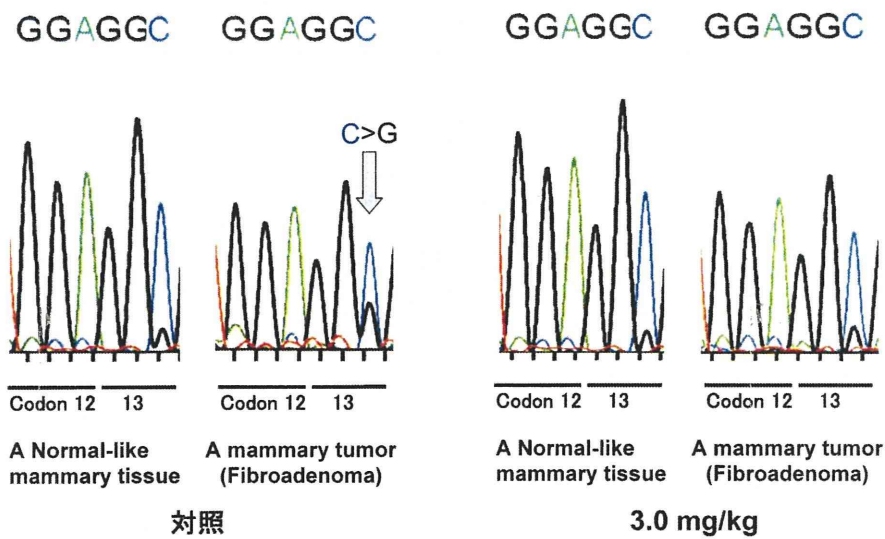 GGAGGC GGAGGC GGAGGC GGAGGC
C>G
Codon 12 13 Codon 12 13 Codon 12 13 Codon 12 13
A Normal-like
mammary tissue
A mammary tumor
(Fibroadenoma)
A Normal-like
mammary tissue
A mammary tumor
(Fibroadenoma)
対照
3.0 mg/kg